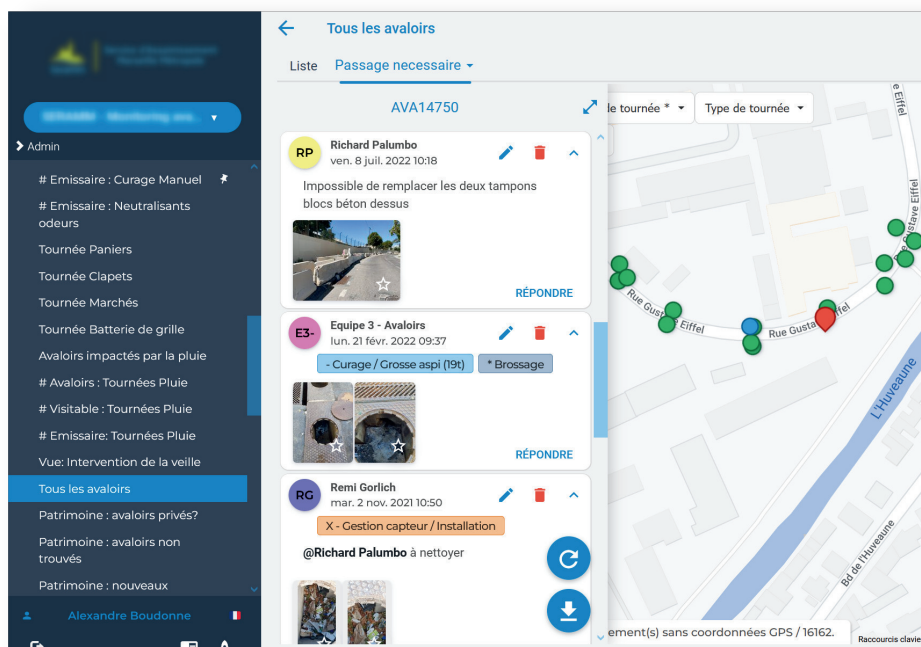 Tous les avaloirs
Liste
Passage necessaire
Admin
# Emissaire : Curage Manuel
# Emissaire : Neutralisants
odeurs
Tournée Paniers
Tournée Clapets
Tournée Marchés
Tournée Batterie de grille
Avaloirs impactés par la pluie
# Avaloirs : Tournées Pluie
# Visitable : Tournées Pluie
# Emissaire: Tournées Pluie
Vue: Intervention de la veille
Tous les avaloirs
Patrimoine : avaloirs privés?
Patrimoine : avaloirs non
trouvés
Patrimoine : nouveaux
Alexandre Boudonne
AVA14750
RP
Richard Palumbo
ven. 8 juil. 2022 10:18
Impossible de remplacer les deux tampons
blocs béton dessus
RÉPONDRE
E3-
Equipe 3 - Avaloirs
lun. 21 févr. 2022 09:37
- Curage / Grosse aspi (19t)
* Brossage
RÉPONDRE
RG
Remi Gorlich
mar. 2 nov. 2021 10:50
X - Gestion capteur / Installation
@Richard Palumbo à nettoyer
le tournée *
Type de tournée
e Eiffel
Gustave Eiffel
Rue Gustave Eiffel
Rue Gusta
ffel
L'Huveaune
Bd de l'Huveaune
ement(s) sans coordonnées GPS / 16162.
Raccourcis clavie